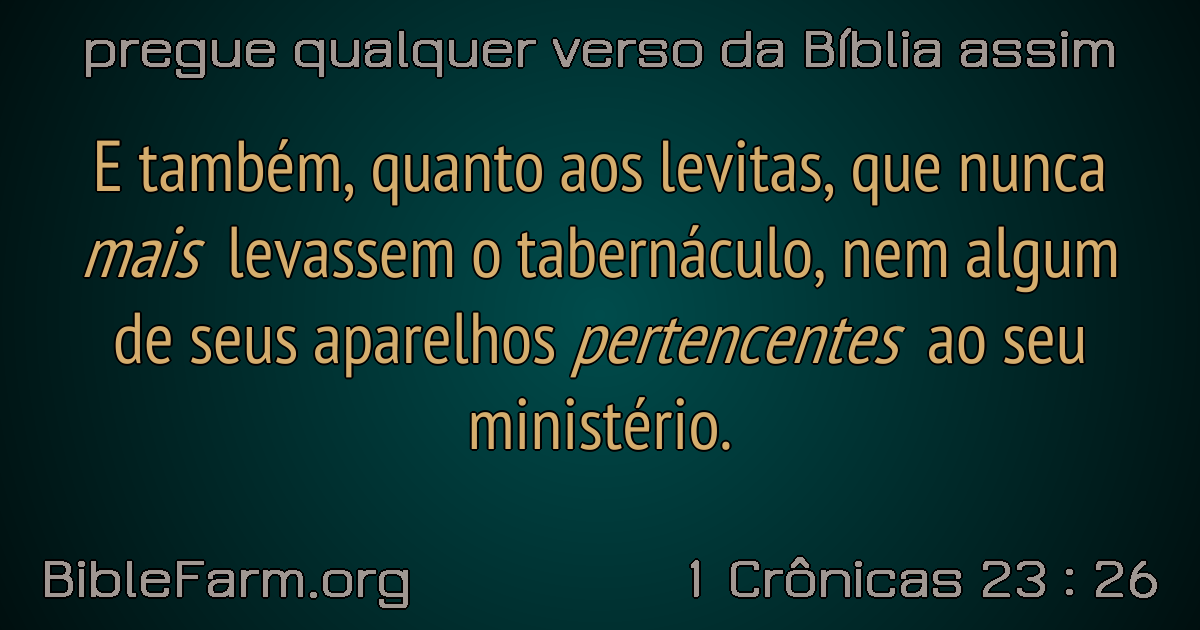 pregue qualquer verso da Bíblia assim
E também, quanto aos levitas, que nunca
mais levassem o tabernáculo, nem algum
de seus aparelhos pertencentes ao seu
ministério.
BibleFarm.org 1 Crônicas 23 : 26